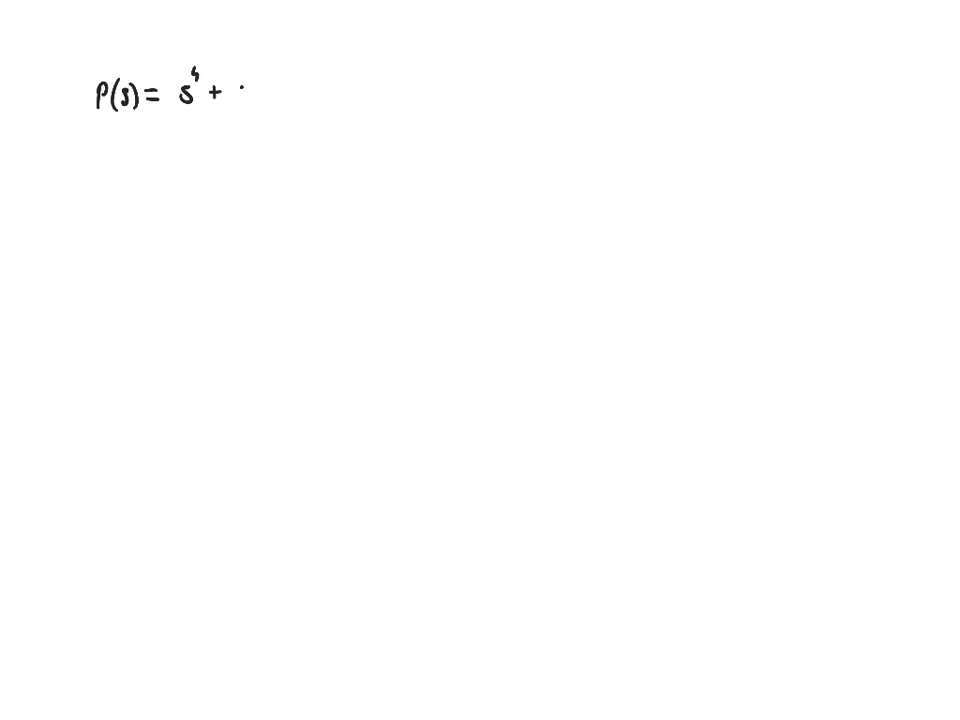 P(s) = s⁴ +